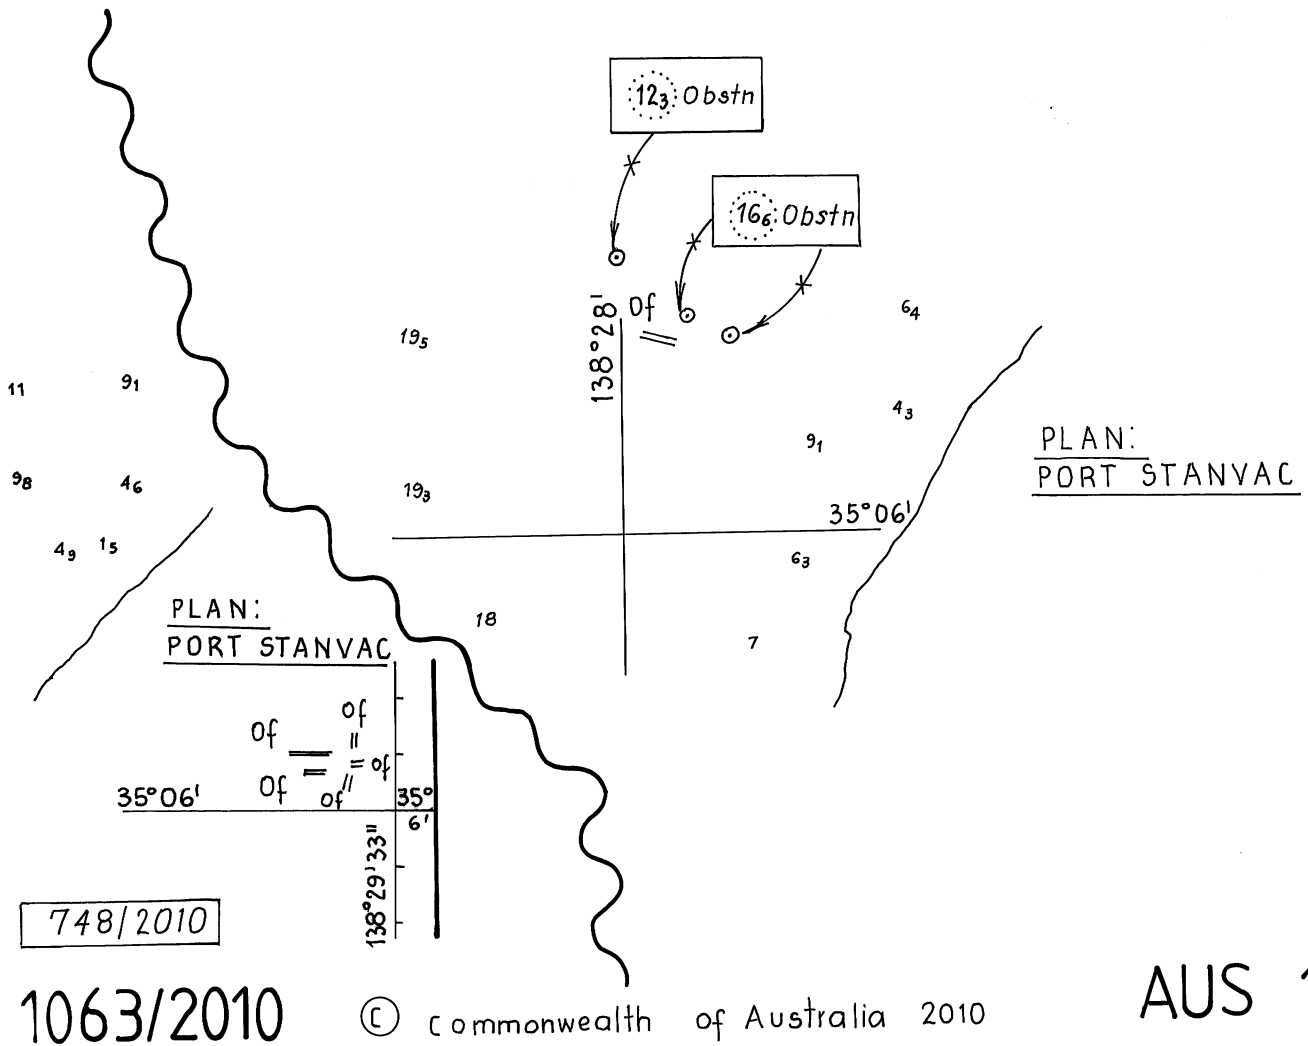 12₃ Obstn
16₆ Obstn
138°28'
Of
6₄
19₅
11
9₁
4₃
9₁
PLAN:
PORT STANVAC
9₈
4₆
19₃
35°06'
4₉
1₅
6₃
PLAN:
PORT STANVAC
18
7
Of
Of
Of
Of
Of
35°06'
35°
6'
138°29'33"
748/2010
1063/2010
© Commonwealth of Australia 2010
AUS